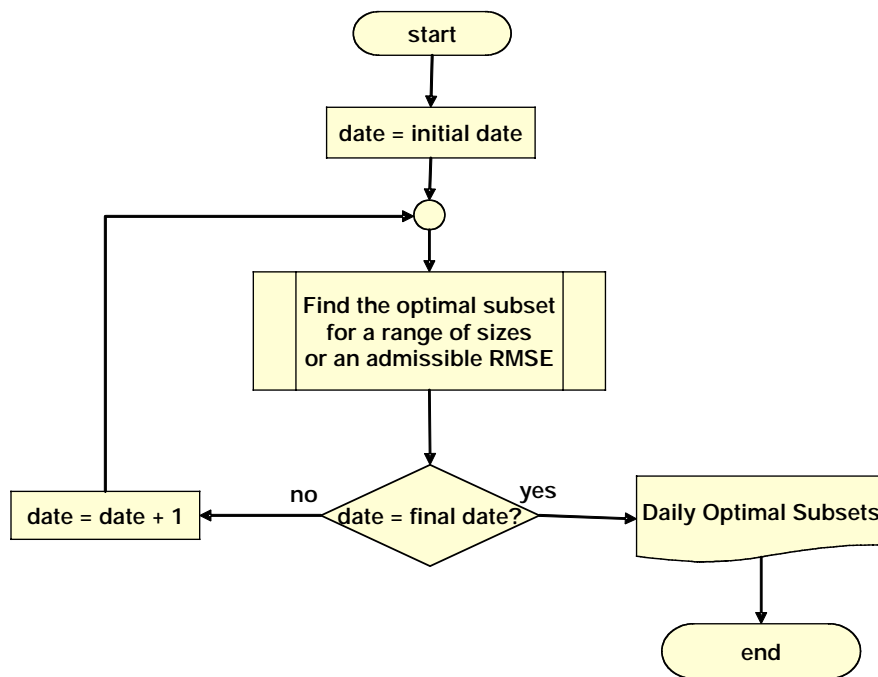 start
date = initial date
Find the optimal subset
for a range of sizes
or an admissible RMSE
no
yes
date = date + 1
date = final date?
Daily Optimal Subsets
end